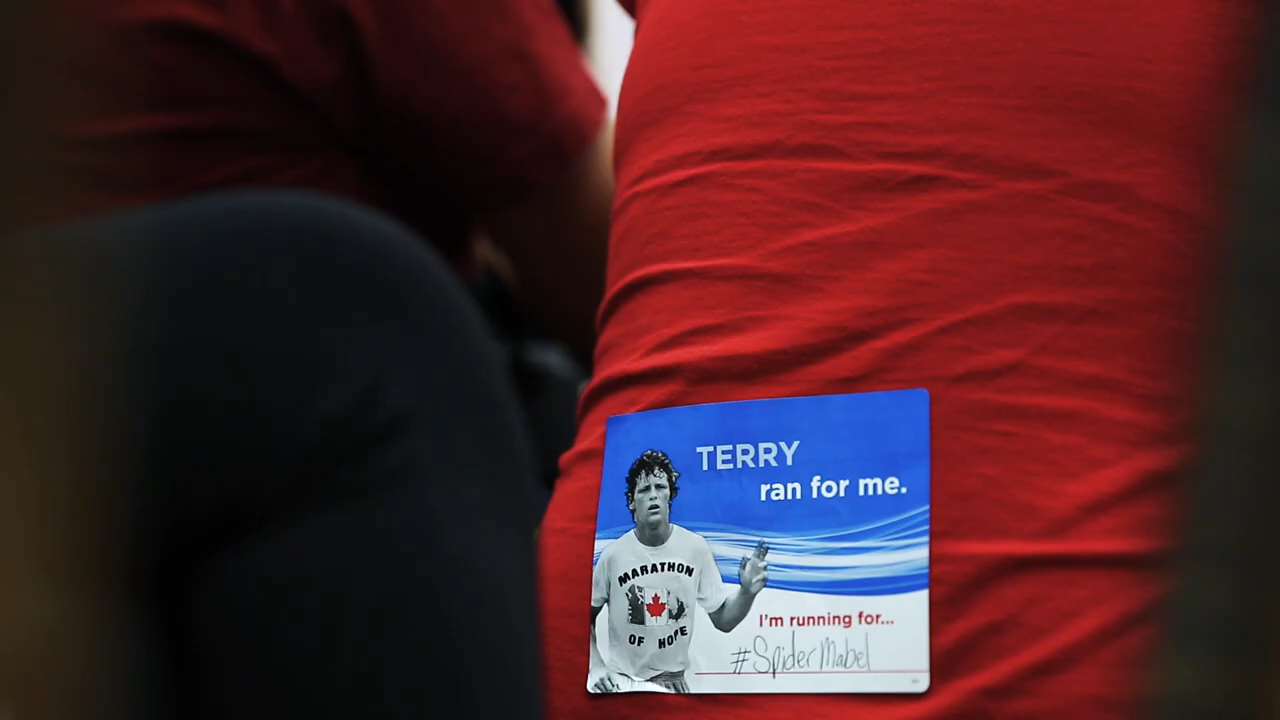 TERRY
ran for me.
MARATHON
OF HOPE
I'm running for...
#SpiderMabel